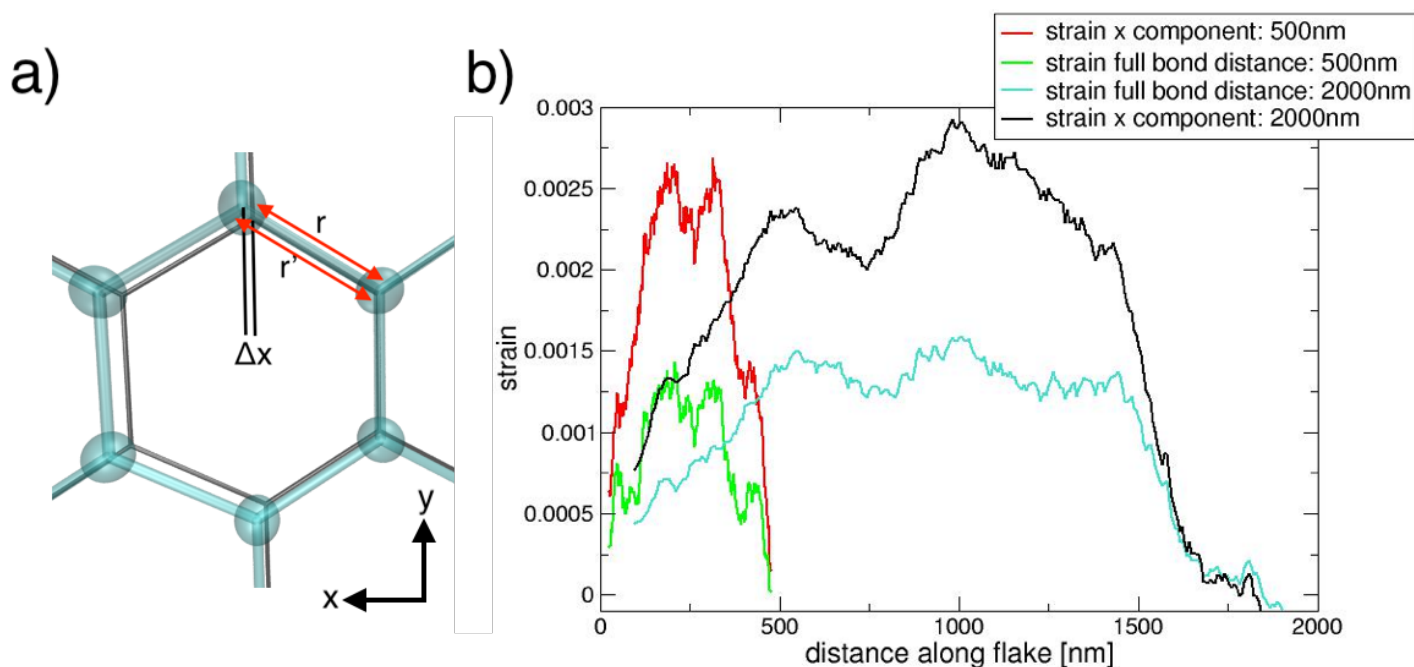 a)
r
r'
Δx
y
x
b)
strain x component: 500nm
strain full bond distance: 500nm
strain full bond distance: 2000nm
strain x component: 2000nm
0.003
0.0025
0.002
0.0015
0.001
0.0005
0
strain
0 500 1000 1500 2000
distance along flake [nm]